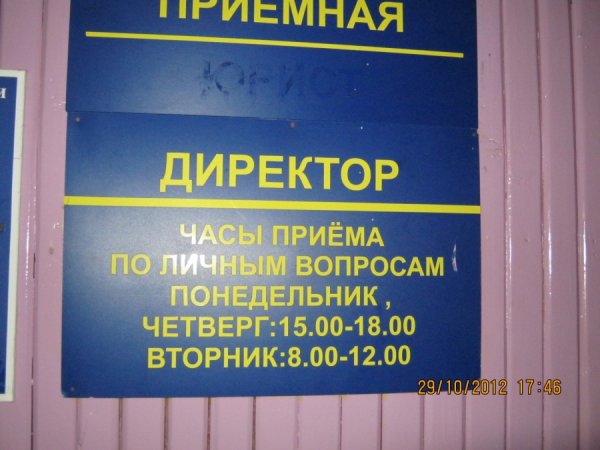 ПРИЕМНАЯ
ЮРИСТ
ДИРЕКТОР
ЧАСЫ ПРИЁМА
ПО ЛИЧНЫМ ВОПРОСАМ
ПОНЕДЕЛЬНИК ,
ЧЕТВЕРГ:15.00-18.00
ВТОРНИК:8.00-12.00
29/10/2012 17:46